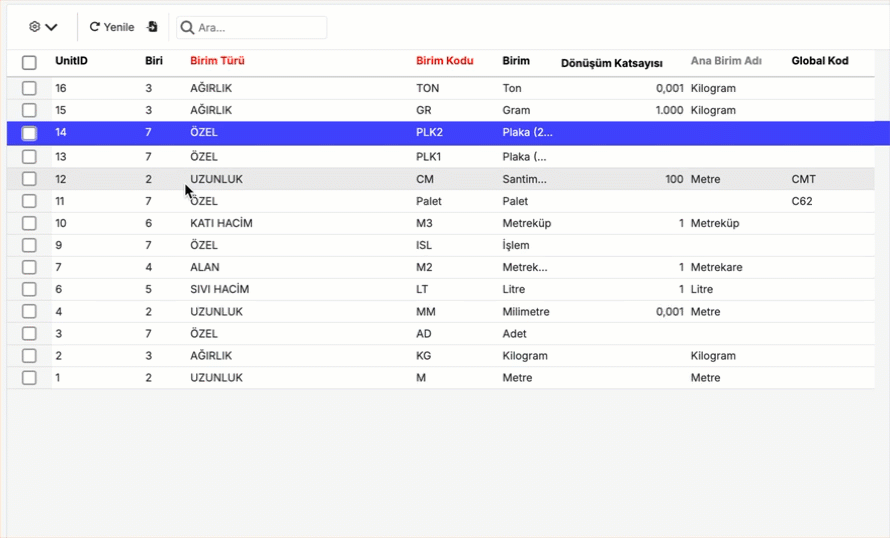 Yenile Ara...
UnitID Biri Birim Türü Birim Kodu Birim Dönüşüm Katsayısı Ana Birim Adı Global Kod
16 3 AĞIRLIK TON Ton 0,001 Kilogram
15 3 AĞIRLIK GR Gram 1.000 Kilogram
14 7 ÖZEL PLK2 Plaka (2...
13 7 ÖZEL PLK1 Plaka (...
12 2 UZUNLUK CM Santim... 100 Metre CMT
11 7 ÖZEL Palet Palet C62
10 6 KATI HACİM M3 Metreküp 1 Metreküp
9 7 ÖZEL ISL İşlem
7 4 ALAN M2 Metrek... 1 Metrekare
6 5 SIVI HACİM LT Litre 1 Litre
4 2 UZUNLUK MM Milimetre 0,001 Metre
3 7 ÖZEL AD Adet
2 3 AĞIRLIK KG Kilogram Kilogram
1 2 UZUNLUK M Metre Metre